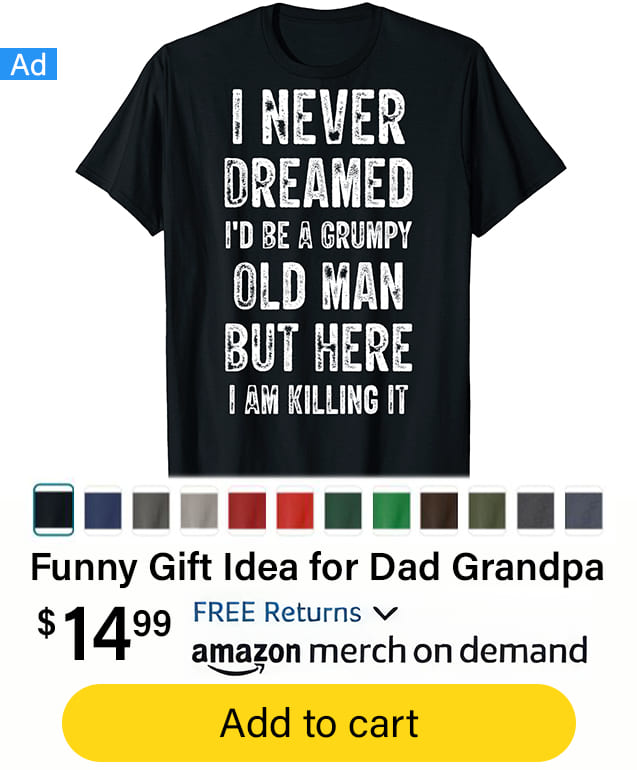 Ad
I NEVER
DREAMED
I'D BE A GRUMPY
OLD MAN
BUT HERE
I AM KILLING IT
Funny Gift Idea for Dad Grandpa
$14.99 FREE Returns
amazon merch on demand
Add to cart